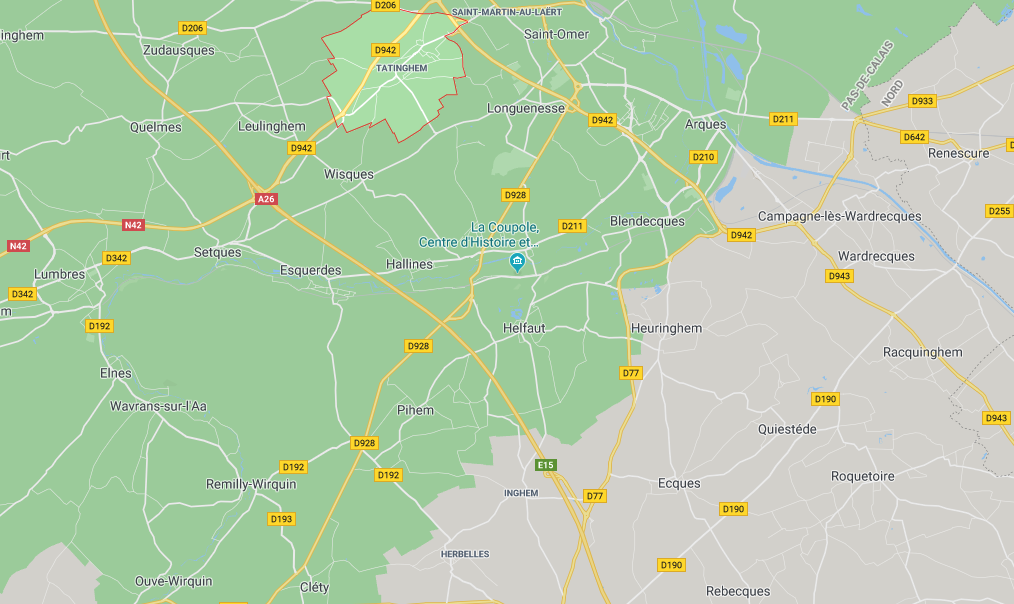 D206
SAINT-MARTIN-AU-LAËRT
D206
inghem
Zudausques
Saint-Omer
D942
TATINGHEM
PAS-DE-CALAIS
NORD
D933
Longuenesse
D942
D211
Arques
Quelmes
Leulinghem
D642
D942
D210
Renescure
rt
Wisques
D928
A26
D255
N42
La Coupole,
Centre d'Histoire et...
D211
Blendecques
Campagne-lès-Wardrecques
D942
N42
Setques
D342
Hallines
Wardrecques
Lumbres
Esquerdes
D943
D342
m
D192
Helfaut
Heuringhem
D928
Racquinghem
Elnes
D77
Wavrans-sur-l'Aa
Pihem
D190
D943
Quiestéde
D928
D192
D192
E15
Remilly-Wirquin
Ecques
Roquetoire
INGHEM
D77
D190
D193
HERBELLES
D190
Ouve-Wirquin
Cléty
Rebecques